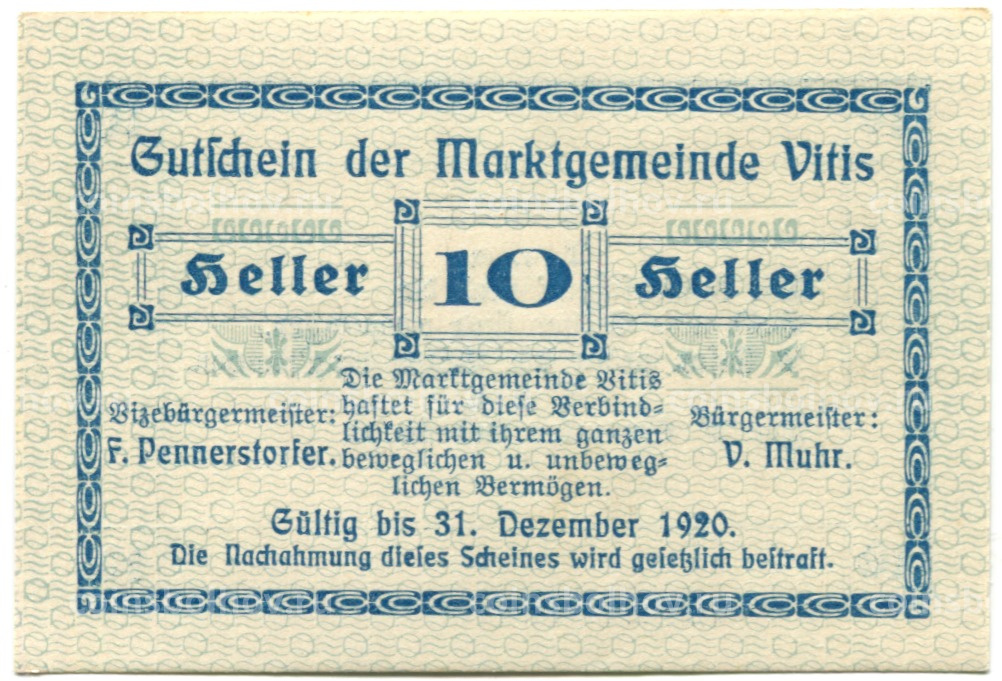 Gutschein der Marktgemeinde Vitis
Heller 10 Heller
Die Marktgemeinde Vitis
haftet für diese Verbind=
lichkeit mit ihrem ganzen
beweglichen u. unbeweg=
lichen Vermögen.
Vizebürgermeister:
F. Pennerstorfer.
Bürgermeister:
V. Muhr.
Gültig bis 31. Dezember 1920.
Die Nachahmung dieses Scheines wird gesetzlich bestraft.